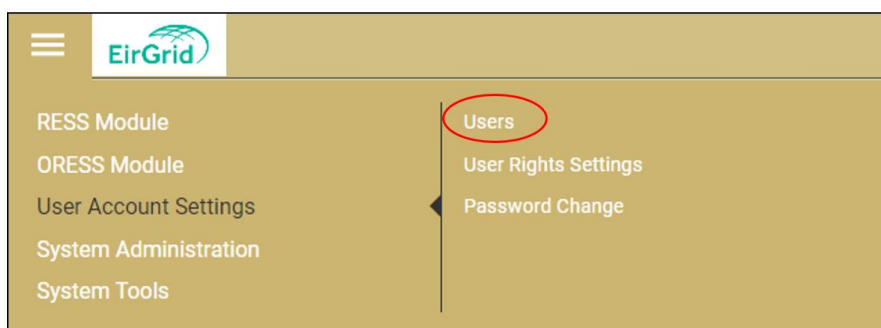 EirGrid
RESS Module
ORESS Module
User Account Settings
System Administration
System Tools
Users
User Rights Settings
Password Change